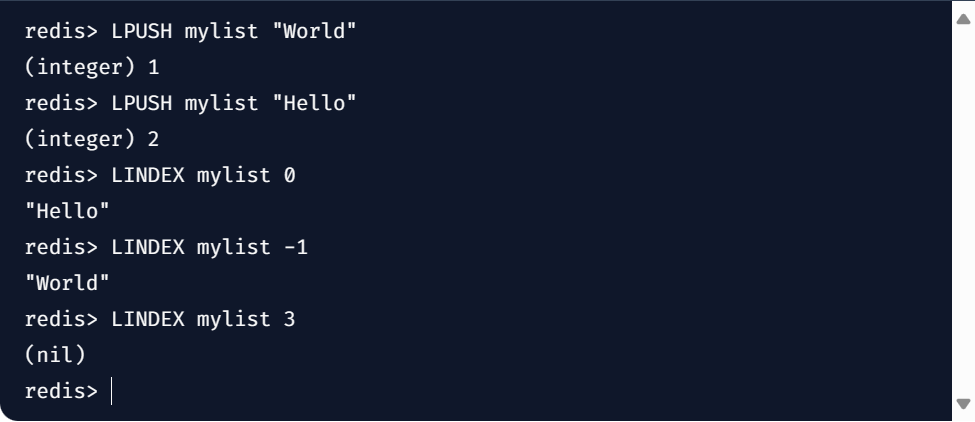 redis> LPUSH mylist "World"
(integer) 1
redis> LPUSH mylist "Hello"
(integer) 2
redis> LINDEX mylist 0
"Hello"
redis> LINDEX mylist -1
"World"
redis> LINDEX mylist 3
(nil)
redis>